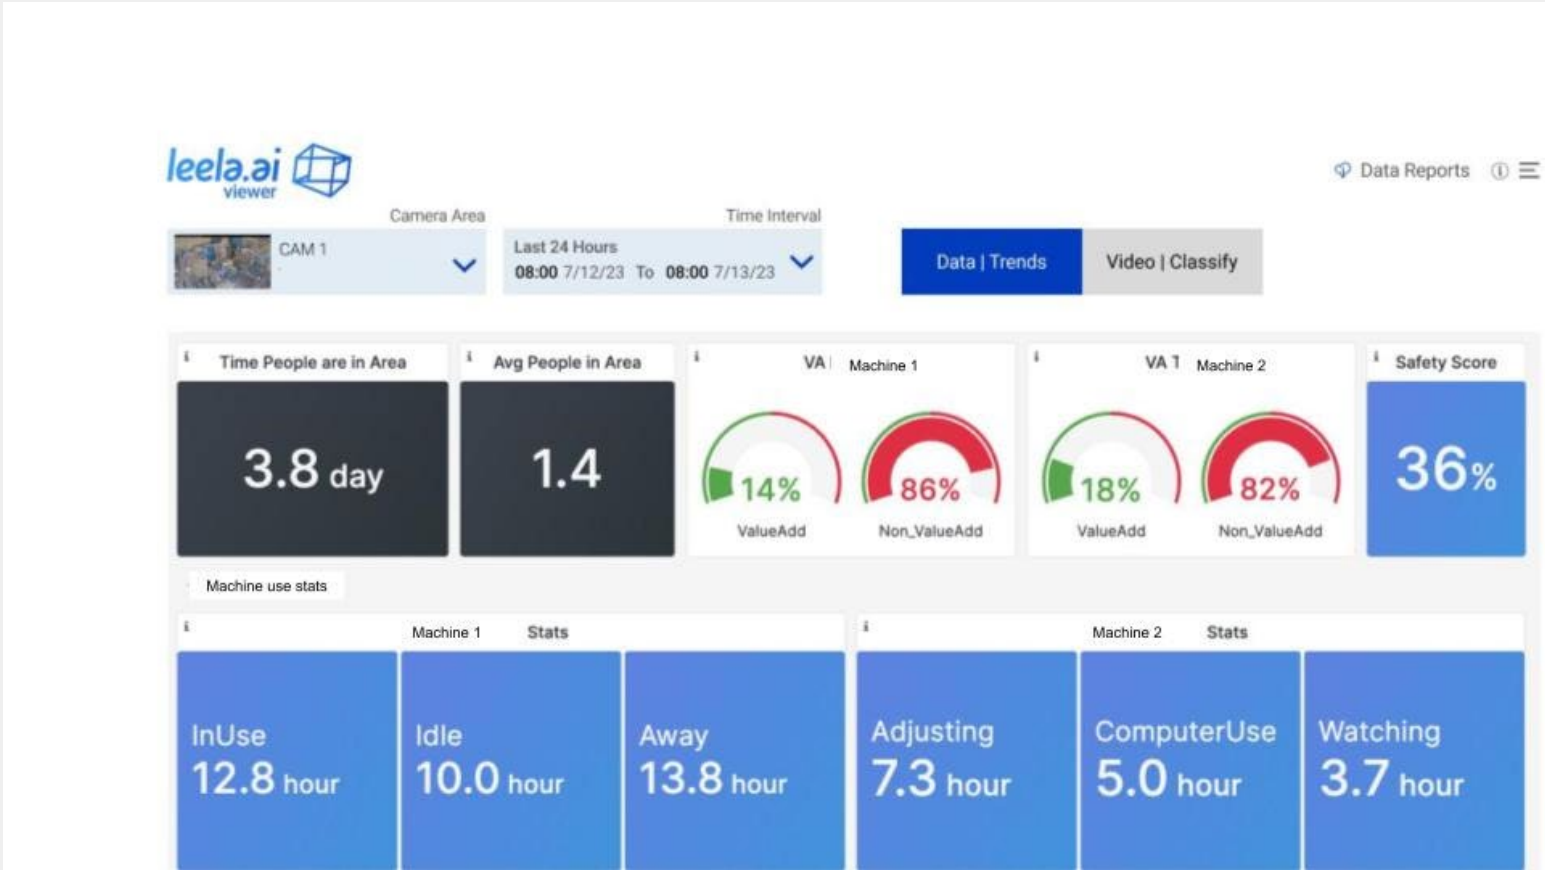 leela.ai
viewer
Data Reports
Camera Area
Time Interval
CAM 1
Last 24 Hours
08:00 7/12/23 To 08:00 7/13/23
Data | Trends
Video | Classify
Time People are in Area
Avg People in Area
VA Machine 1
VA T Machine 2
Safety Score
3.8 day
1.4
14%
86%
18%
82%
36%
ValueAdd
Non_ValueAdd
ValueAdd
Non_ValueAdd
Machine use stats
Machine 1 Stats
Machine 2 Stats
InUse
12.8 hour
Idle
10.0 hour
Away
13.8 hour
Adjusting
7.3 hour
ComputerUse
5.0 hour
Watching
3.7 hour